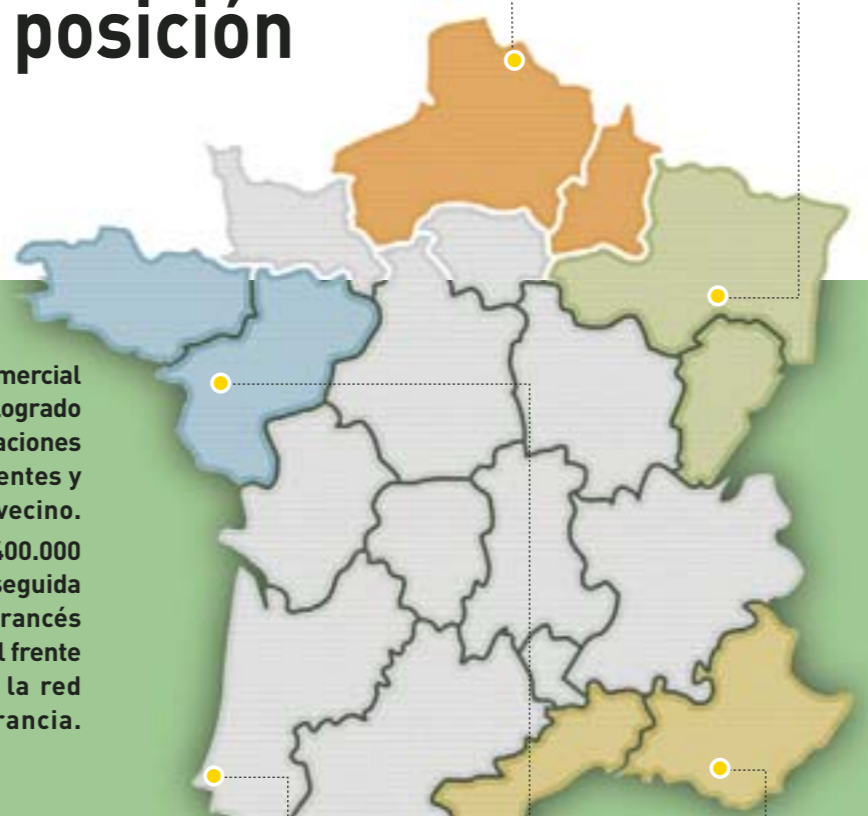 posición
mercial
logrado
aciones
entes y
vecino.
400.000
seguida
rancés
l frente
la red
rancia.